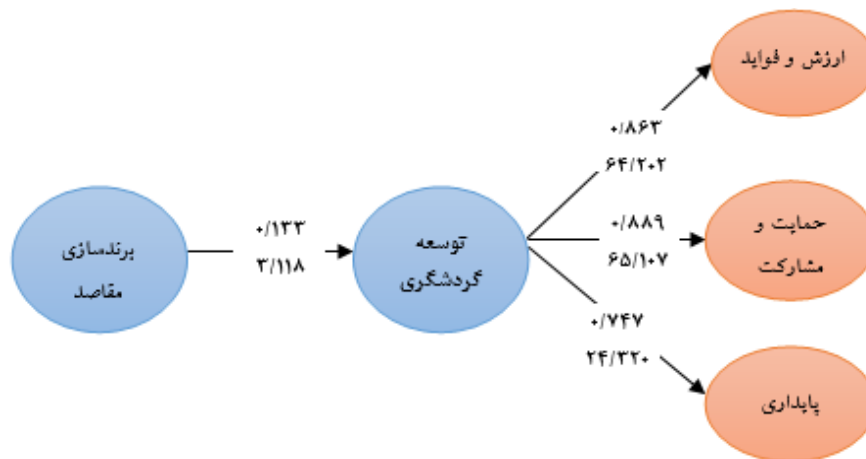 ارزش و فواید
۰/۸۶۳
۶۴/۲۰۲
برندسازی
مقاصد
۰/۱۳۳
۳/۱۱۸
توسعه
گردشگری
۰/۸۸۹
۶۵/۱۰۷
حمایت و
مشارکت
۰/۷۴۷
۲۴/۳۲۰
پایداری